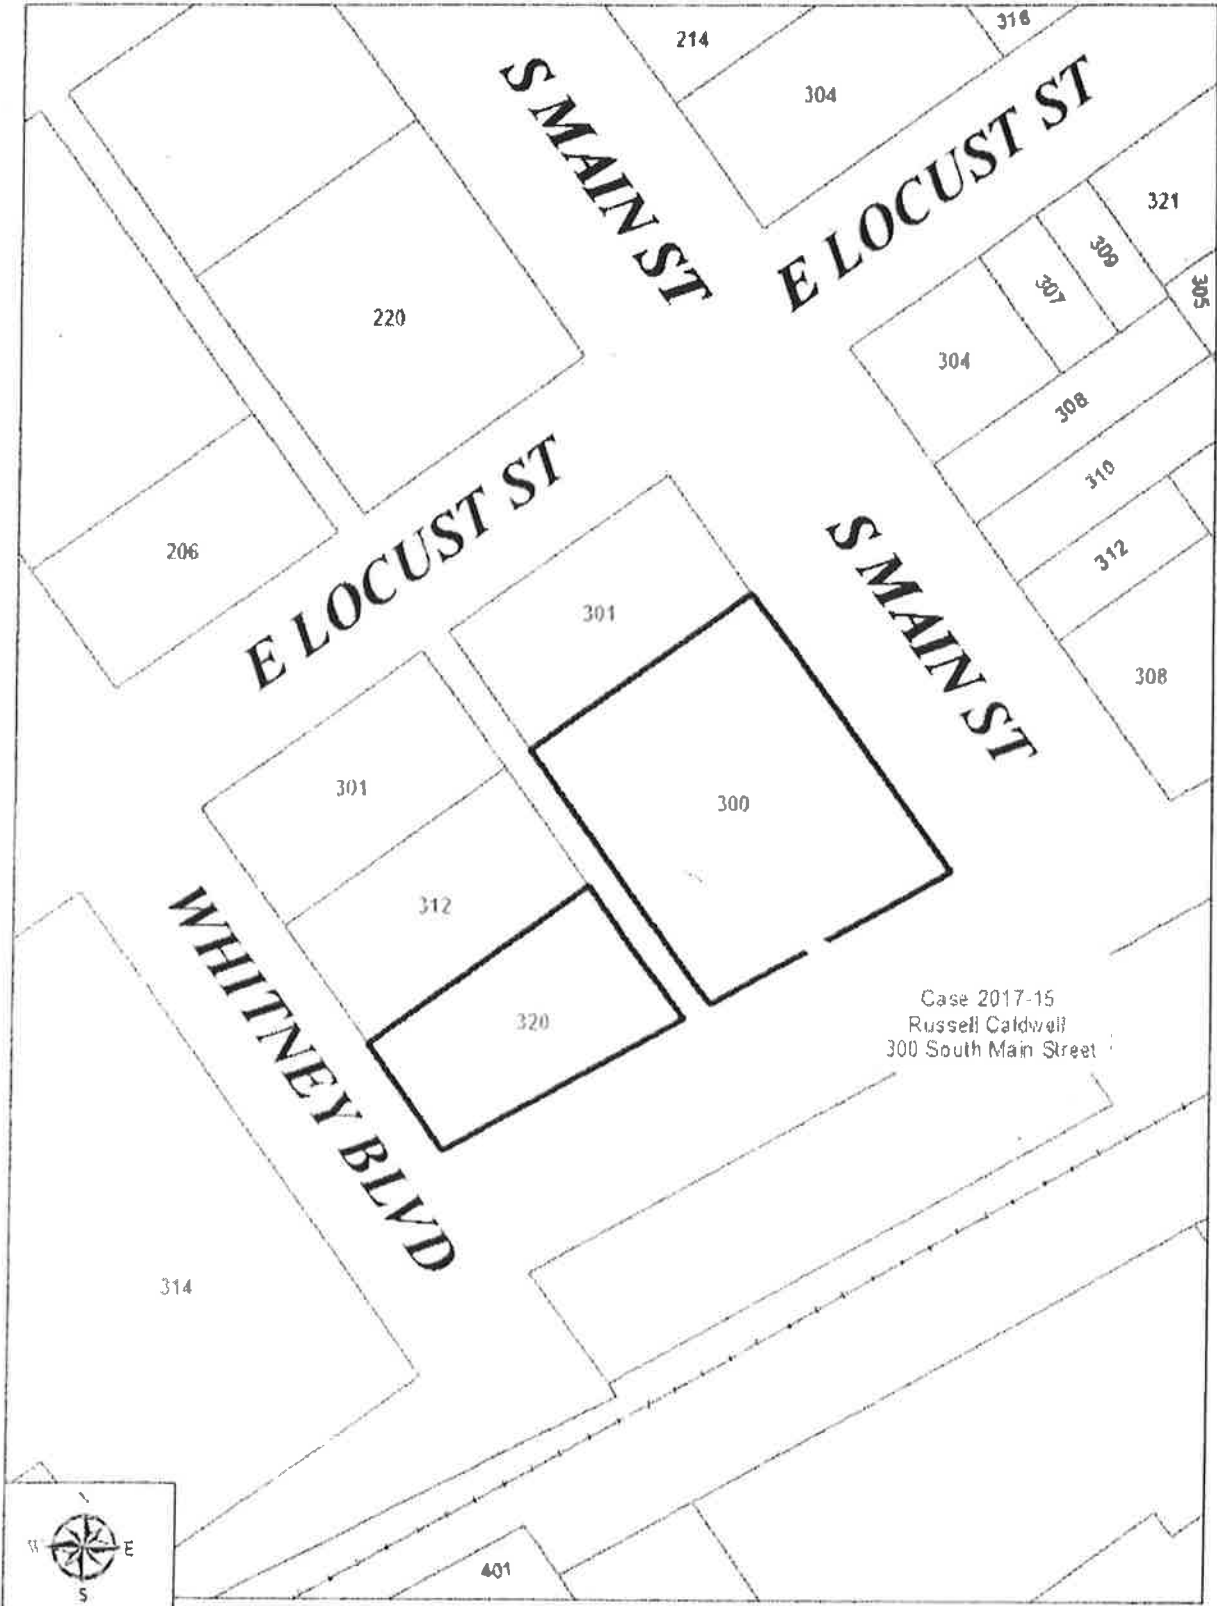 316
214
304
S MAIN ST
E LOCUST ST
321
309
307
305
220
304
308
310
312
E LOCUST ST
206
S MAIN ST
301
308
301
300
312
WHITNEY BLVD
320
Case 2017-15
Russell Caldwell
300 South Main Street
314
W E
S
401